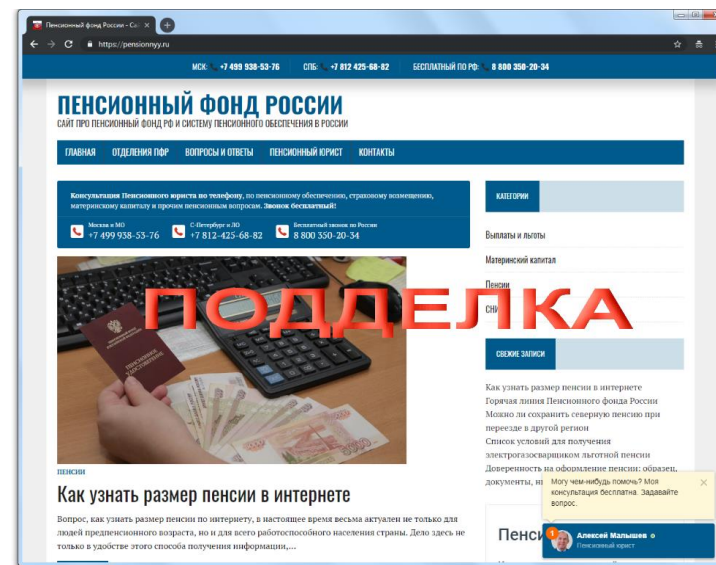 Пенсионный фонд России - Са
https://pensionnyy.ru
МСК: +7 499 938-53-76 СПБ: +7 812 425-68-82 БЕСПЛАТНЫЙ ПО РФ: 8 800 350-20-34
ПЕНСИОННЫЙ ФОНД РОССИИ
САЙТ ПРО ПЕНСИОННЫЙ ФОНД РФ И СИСТЕМУ ПЕНСИОННОГО ОБЕСПЕЧЕНИЯ В РОССИИ
ГЛАВНАЯ ОТДЕЛЕНИЯ ПФР ВОПРОСЫ И ОТВЕТЫ ПЕНСИОННЫЙ ЮРИСТ КОНТАКТЫ
Консультация Пенсионного юриста по телефону, по пенсионному обеспечению, страховому возмещению,
материнскому капиталу и прочим пенсионным вопросам. Звонок бесплатный!
Москва и МО
+7 499 938-53-76
С-Петербург и ЛО
+7 812-425-68-82
Бесплатный звонок по России
8 800 350-20-34
ПЕНСИОННОЕ
УДОСТОВЕРЕНИЕ
ПОДДЕЛКА
ПЕНСИИ
Как узнать размер пенсии в интернете
Вопрос, как узнать размер пенсии по интернету, в настоящее время весьма актуален не только для
людей предпенсионного возраста, но и для всего работоспособного населения страны. Дело здесь не
только в удобстве этого способа получения информации,...
КАТЕГОРИИ
Выплаты и льготы
Материнский капитал
Пенсии
СНИ
СВЕЖИЕ ЗАПИСИ
Как узнать размер пенсии в интернете
Горячая линия Пенсионного фонда России
Можно ли сохранить северную пенсию при
переезде в другой регион
Список условий для получения
электрогазосварщиком льготной пенсии
Доверенность на оформление пенсии: образец,
документы,
Могу чем-нибудь помочь? Моя
консультация бесплатна. Задавайте
вопрос.
Пенси
1
Алексей Малышев
Пенсионный юрист